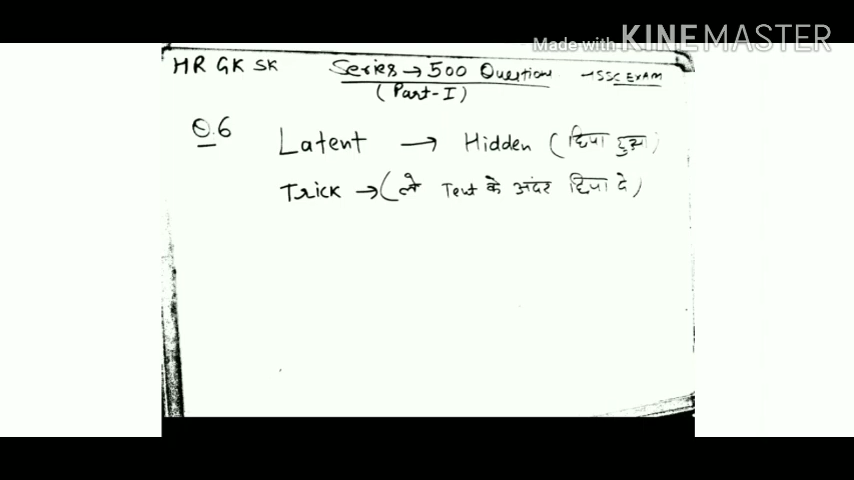 Made with KINEMASTER
HR GK SK Series → 500 Question → SSC EXAM
(Part-I)
Q.6 Latent → Hidden (छिपा हुआ)
Trick → (ले Tent के अंदर छिपा दे)